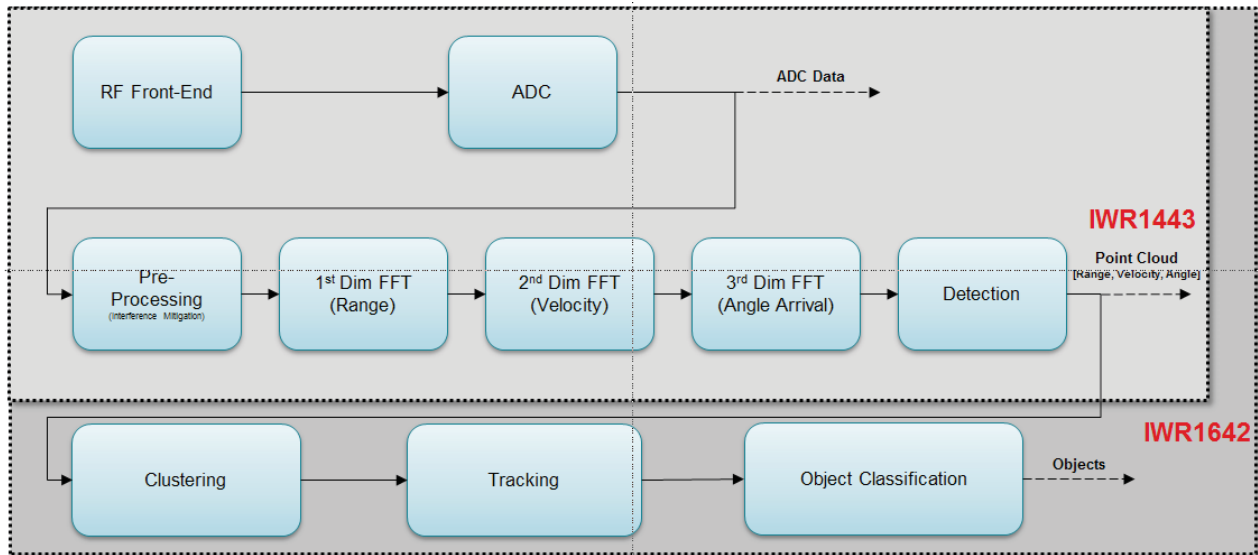 RF Front-End
ADC
ADC Data
IWR1443
Pre-
Processing
(Interference Mitigation)
1st Dim FFT
(Range)
2nd Dim FFT
(Velocity)
3rd Dim FFT
(Angle Arrival)
Detection
Point Cloud
[Range, Velocity, Angle]
IWR1642
Clustering
Tracking
Object Classification
Objects